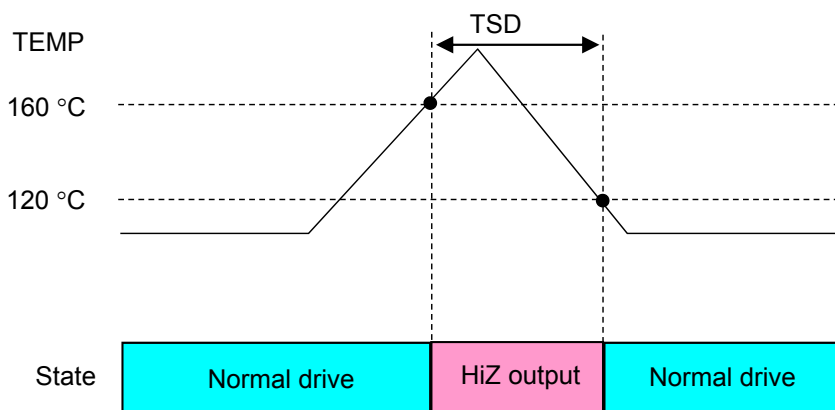 TSD
TEMP
160 °C
120 °C
State
Normal drive
HiZ output
Normal drive